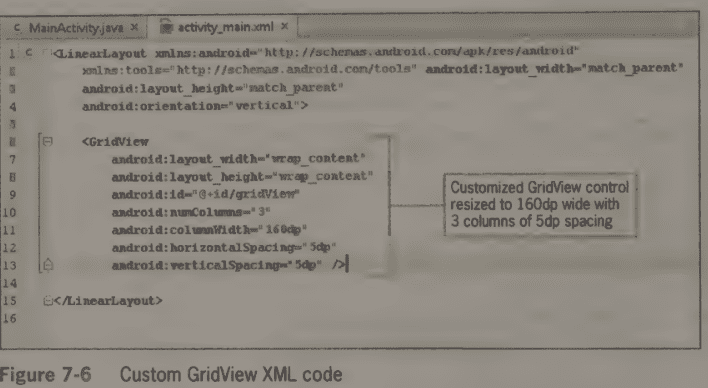 MainActivity.java × activity_main.xml ×
1 C <LinearLayout xmlns:android="http://schemas.android.com/apk/res/android"
2 xmlns:tools="http://schemas.android.com/tools" android:layout_width="match_parent"
3 android:layout_height="match_parent"
4 android:orientation="vertical">
5
6 <GridView
7 android:layout_width="wrap_content"
8 android:layout_height="wrap_content"
9 android:id="@+id/gridView"
10 android:numColumns="3"
11 android:columnWidth="160dp"
12 android:horizontalSpacing="5dp"
13 android:verticalSpacing="5dp" />
14
15 </LinearLayout>
16
Customized GridView control
resized to 160dp wide with
3 columns of 5dp spacing
Figure 7-6 Custom GridView XML code